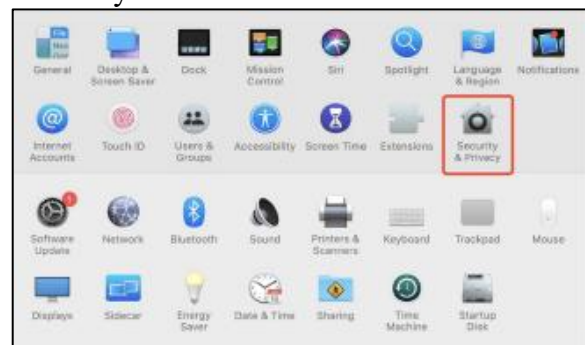 General
Desktop &
Screen Saver
Dock
Mission
Control
Siri
Spotlight
Language
& Region
Notifications
Internet
Accounts
Touch ID
Users &
Groups
Accessibility
Screen Time
Extensions
Security
& Privacy
Software
Update
Network
Bluetooth
Sound
Printers &
Scanners
Keyboard
Trackpad
Mouse
Displays
Sidecar
Energy
Saver
Date & Time
Sharing
Time
Machine
Startup
Disk